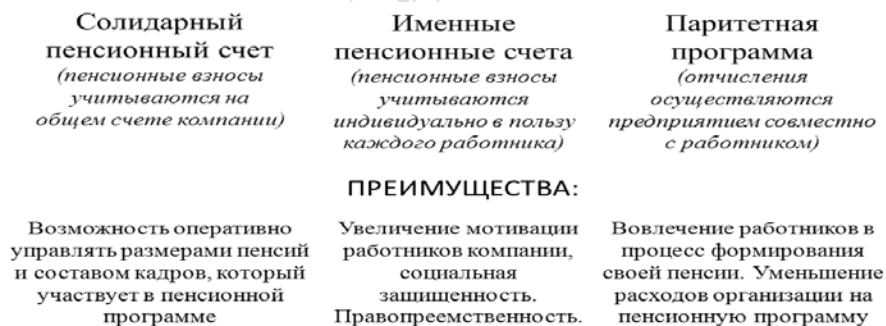 Солидарный
пенсионный счет
(пенсионные взносы
учитываются на
общем счете компании)
Именные
пенсионные счета
(пенсионные взносы
учитываются
индивидуально в пользу
каждого работника)
Паритетная
программа
(отчисления
осуществляются
предприятием совместно
с работником)
ПРЕИМУЩЕСТВА:
Возможность оперативно
управлять размерами пенсий
и составом кадров, который
участвует в пенсионной
программе
Увеличение мотивации
работников компании,
социальная
защищенность.
Правопреемственность.
Вовлечение работников в
процесс формирования
своей пенсии. Уменьшение
расходов организации на
пенсионную программу